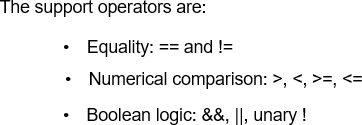 The support operators are:
• Equality: == and !=
• Numerical comparison: >, <, >=, <=
• Boolean logic: &&, ||, unary !